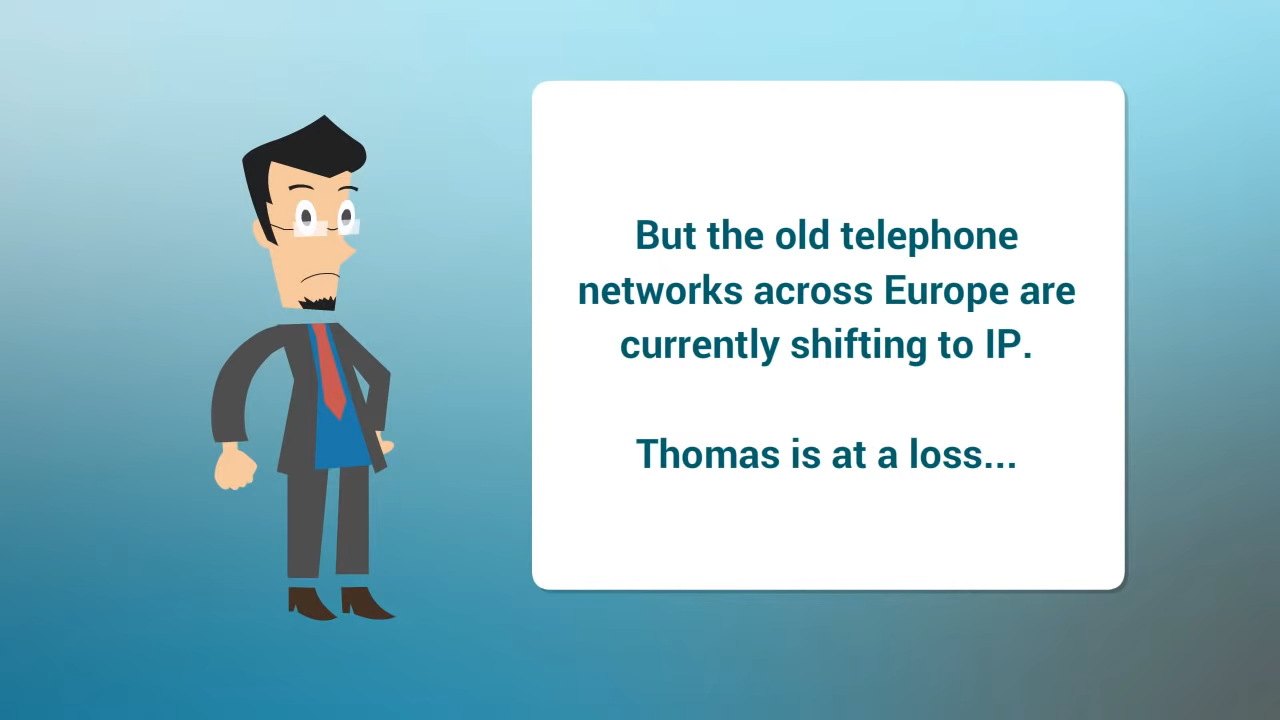 But the old telephone
networks across Europe are
currently shifting to IP.
Thomas is at a loss...